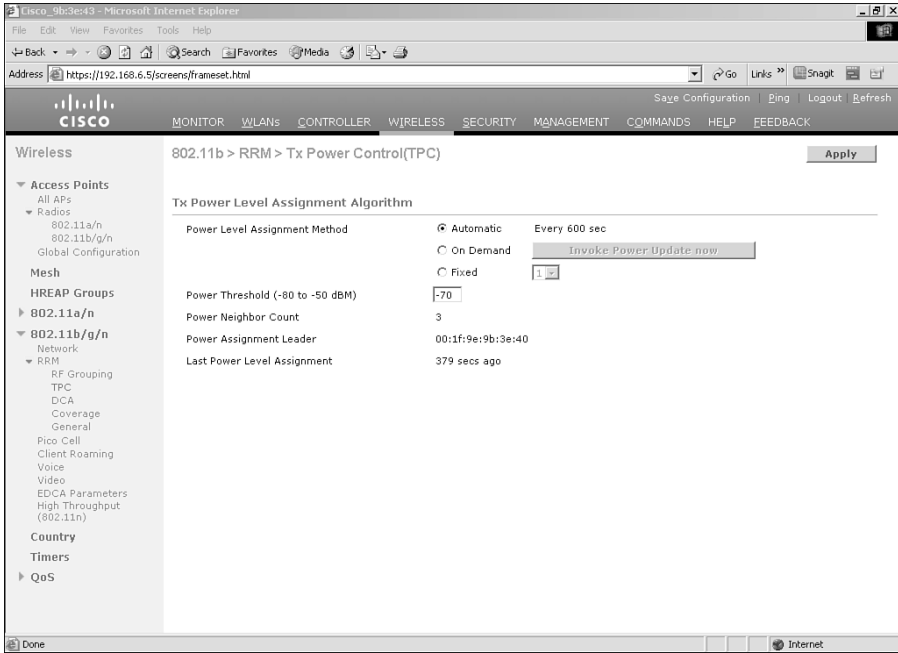 Cisco_9b:3e:43 - Microsoft Internet Explorer
File Edit View Favorites Tools Help
Back Search Favorites Media
Address https://192.168.6.5/screens/frameset.html Go Links » Snagit
Save Configuration | Ping | Logout | Refresh
CISCO
MONITOR WLANs CONTROLLER WIRELESS SECURITY MANAGEMENT COMMANDS HELP FEEDBACK
Wireless
802.11b > RRM > Tx Power Control(TPC)
Apply
Access Points
All APs
Radios
802.11a/n
802.11b/g/n
Global Configuration
Mesh
HREAP Groups
802.11a/n
802.11b/g/n
Network
RRM
RF Grouping
TPC
DCA
Coverage
General
Pico Cell
Client Roaming
Voice
Video
EDCA Parameters
High Throughput
(802.11n)
Country
Timers
QoS
Tx Power Level Assignment Algorithm
Power Level Assignment Method Automatic Every 600 sec
On Demand Invoke Power Update now
Fixed 1
Power Threshold (-80 to -50 dBM) -70
Power Neighbor Count 3
Power Assignment Leader 00:1f:9e:9b:3e:40
Last Power Level Assignment 379 secs ago
Done Internet